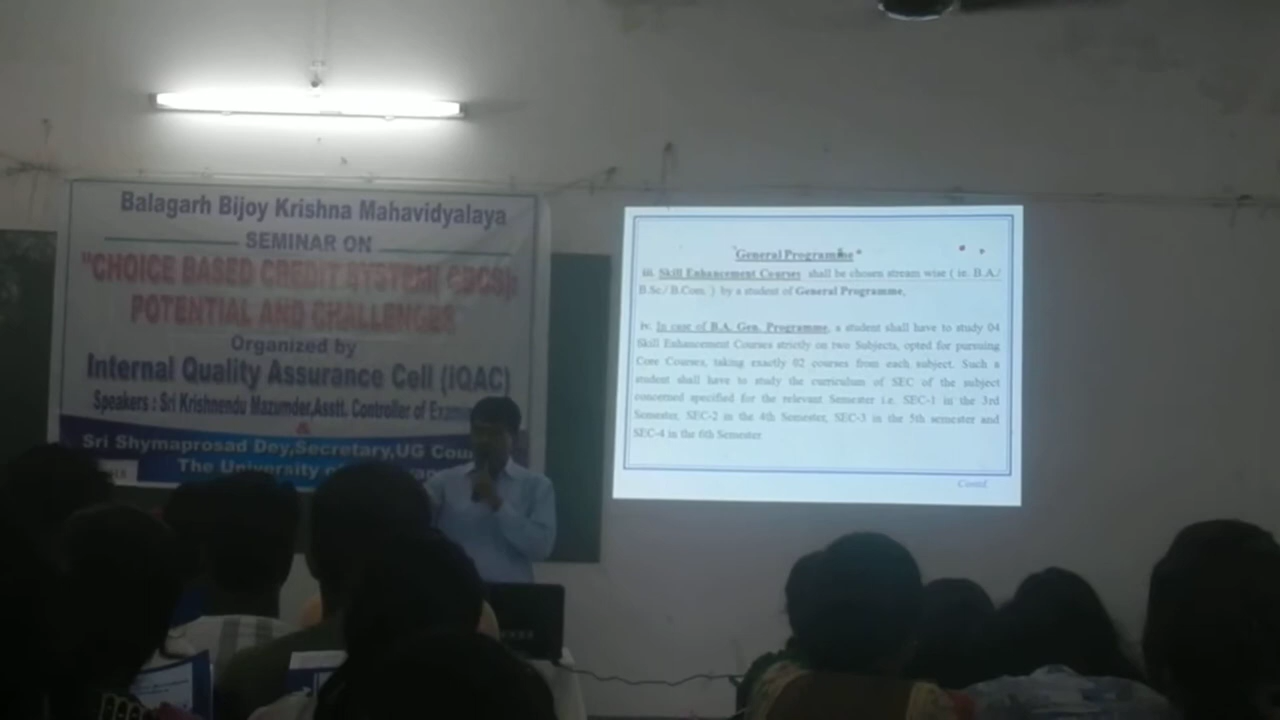 Balagarh Bijoy Krishna Mahavidyalaya
SEMINAR ON
"CHOICE BASED CREDIT SYSTEM( CBCS):
POTENTIAL AND CHALLENGES"
Organized by
Internal Quality Assurance Cell (IQAC)
Speakers : Sri Krishnendu Mazumder,Asstt. Controller of Exam
&
Sri Shymaprosad Dey,Secretary,UG Cou
The University
"General Programme"
iii. Skill Enhancement Courses shall be chosen stream wise ( ie. B.A./
B.Sc./ B.Com. ) by a student of General Programme,
iv. In case of B.A. Gen. Programme, a student shall have to study 04
Skill Enhancement Courses strictly on two Subjects, opted for pursuing
Core Courses, taking exactly 02 courses from each subject. Such a
student shall have to study the curriculum of SEC of the subject
concerned specified for the relevant Semester i.e. SEC-1 in the 3rd
Semester, SEC-2 in the 4th Semester, SEC-3 in the 5th semester and
SEC-4 in the 6th Semester
Contd.